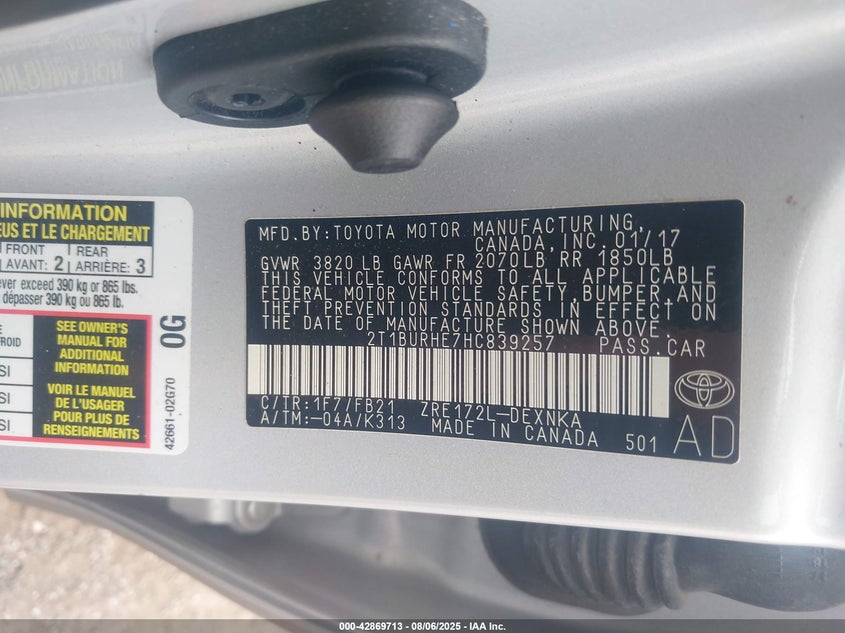 INFORMATION
EUS ET LE CHARGEMENT
FRONT
AVANT: 2
REAR
ARRIÈRE: 3
ver exceed 390 kg or 865 lbs.
dépasser 390 kg ou 865 lb.
SEE OWNER'S
MANUAL FOR
ADDITIONAL
INFORMATION
VOIR LE MANUEL
DE L'USAGER
POUR PLUS DE
RENSEIGNEMENTS
0G
42661-02G70
MFD. BY: TOYOTA MOTOR MANUFACTURING,
CANADA, INC. 01/17
GVWR 3820 LB GAWR FR 2070LB RR 1850LB
THIS VEHICLE CONFORMS TO ALL APPLICABLE
FEDERAL MOTOR VEHICLE SAFETY, BUMPER, AND
THEFT PREVENTION STANDARDS IN EFFECT ON
THE DATE OF MANUFACTURE SHOWN ABOVE.
2T1BURHE7HC839257 PASS. CAR
C/TR: 1F7/FB21 ZRE172L-DEXNKA
A/TM: -04A/K313 MADE IN CANADA 501
AD
000-42869713 - 08/06/2025 - IAA Inc.